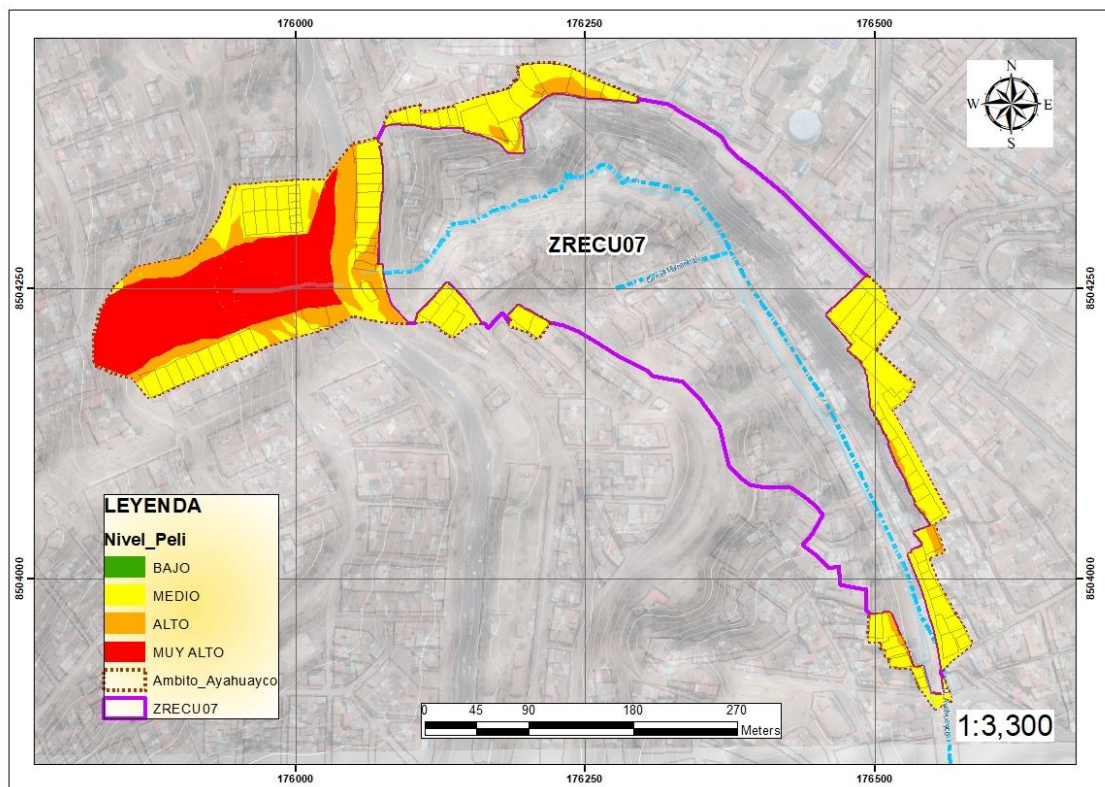 176000 176250 176500
N
W E
S
ZRECU07
8504250 8504250
LEYENDA
Nivel_Peli
BAJO
MEDIO
ALTO
MUY ALTO
Ambito_Ayahuayco
ZRECU07
8504000 8504000
0 45 90 180 270
Meters
1:3,300
176000 176250 176500